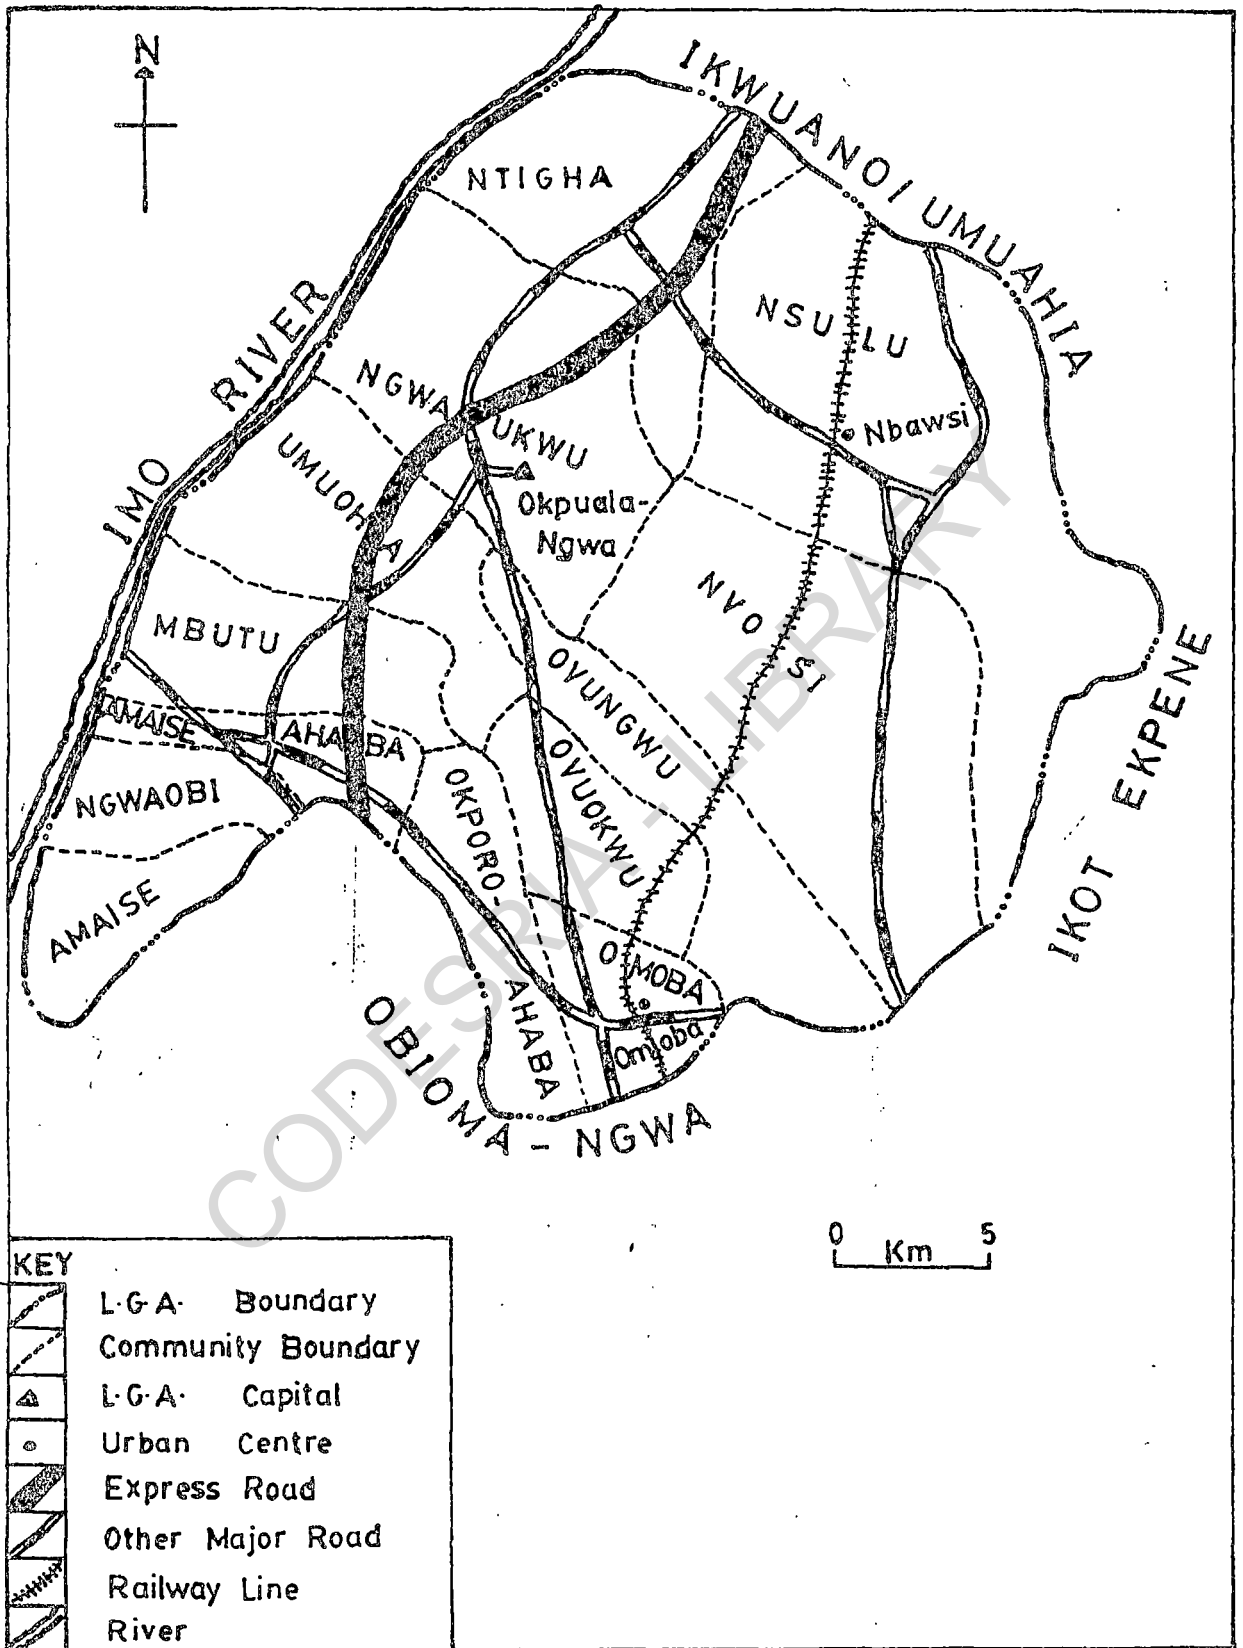 N
IKWUANO/UMUAHIA
NTIGHA
IMO RIVER
NSULU
NGWA UKWU
Nbawsi
UMUOHA
Okpuala-
Ngwa
NVOSI
MBUTU
OVUNGWU
IKOT EKPENE
AMAISE
AHABA
NGWAOBI
OKPORO-
AHABA
OVUOKWU
AMAISE
OMOBA
Omoba
OBIOMA-NGWA
CODESRIA - LIBRARY
0 5
Km
KEY
L.G.A. Boundary
Community Boundary
L.G.A. Capital
Urban Centre
Express Road
Other Major Road
Railway Line
River